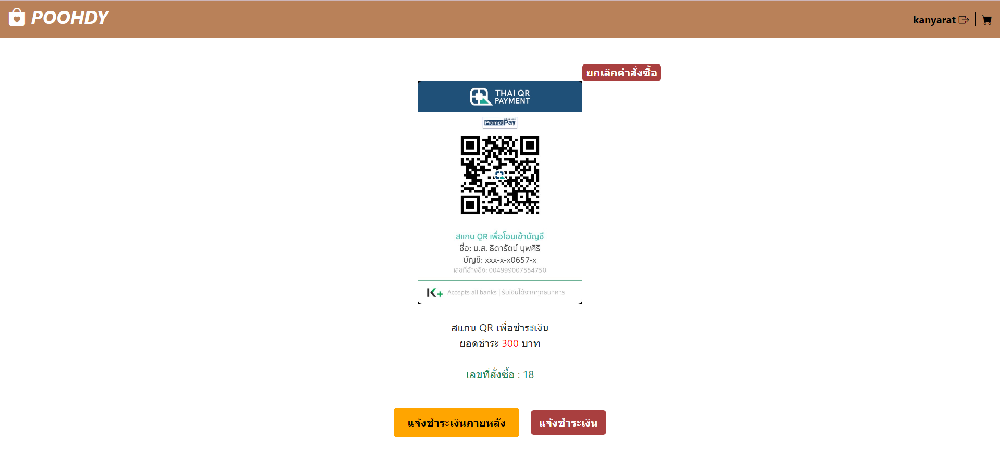 POOHDY
kanyarat
ยกเลิกคำสั่งซื้อ
THAI QR
PAYMENT
พร้อมเพย์
PromptPay
สแกน QR เพื่อโอนเข้าบัญชี
ชื่อ: น.ส. ธิดารัตน์ บุพศิริ
บัญชี: xxx-x-x0657-x
เลขที่อ้างอิง: 004999007554750
K+ Accepts all banks | รับเงินได้จากทุกธนาคาร
สแกน QR เพื่อชำระเงิน
ยอดชำระ 300 บาท
เลขที่สั่งซื้อ : 18
แจ้งชำระเงินภายหลัง
แจ้งชำระเงิน